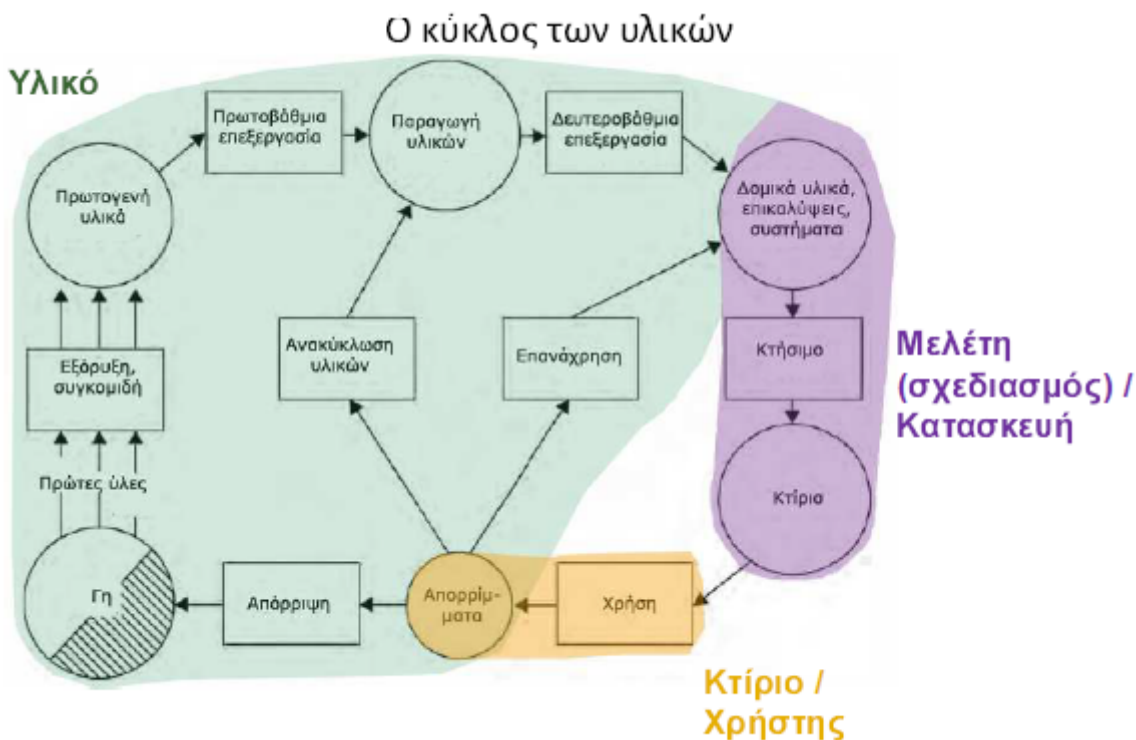 Ο κύκλος των υλικών
Υλικό
Πρωτοβάθμια
επεξεργασία
Παραγωγή
υλικών
Δευτεροβάθμια
επεξεργασία
Πρωτογενή
υλικά
Δομικά υλικά,
επικαλύψεις,
συστήματα
Εξόρυξη,
συγκομιδή
Ανακύκλωση
υλικών
Επανάχρηση
Κτήσιμο
Μελέτη
(σχεδιασμός) /
Κατασκευή
Πρώτες ύλες
Κτίριο
Γη
Απόρριψη
Απορρίμ-
ματα
Χρήση
Κτίριο /
Χρήστης